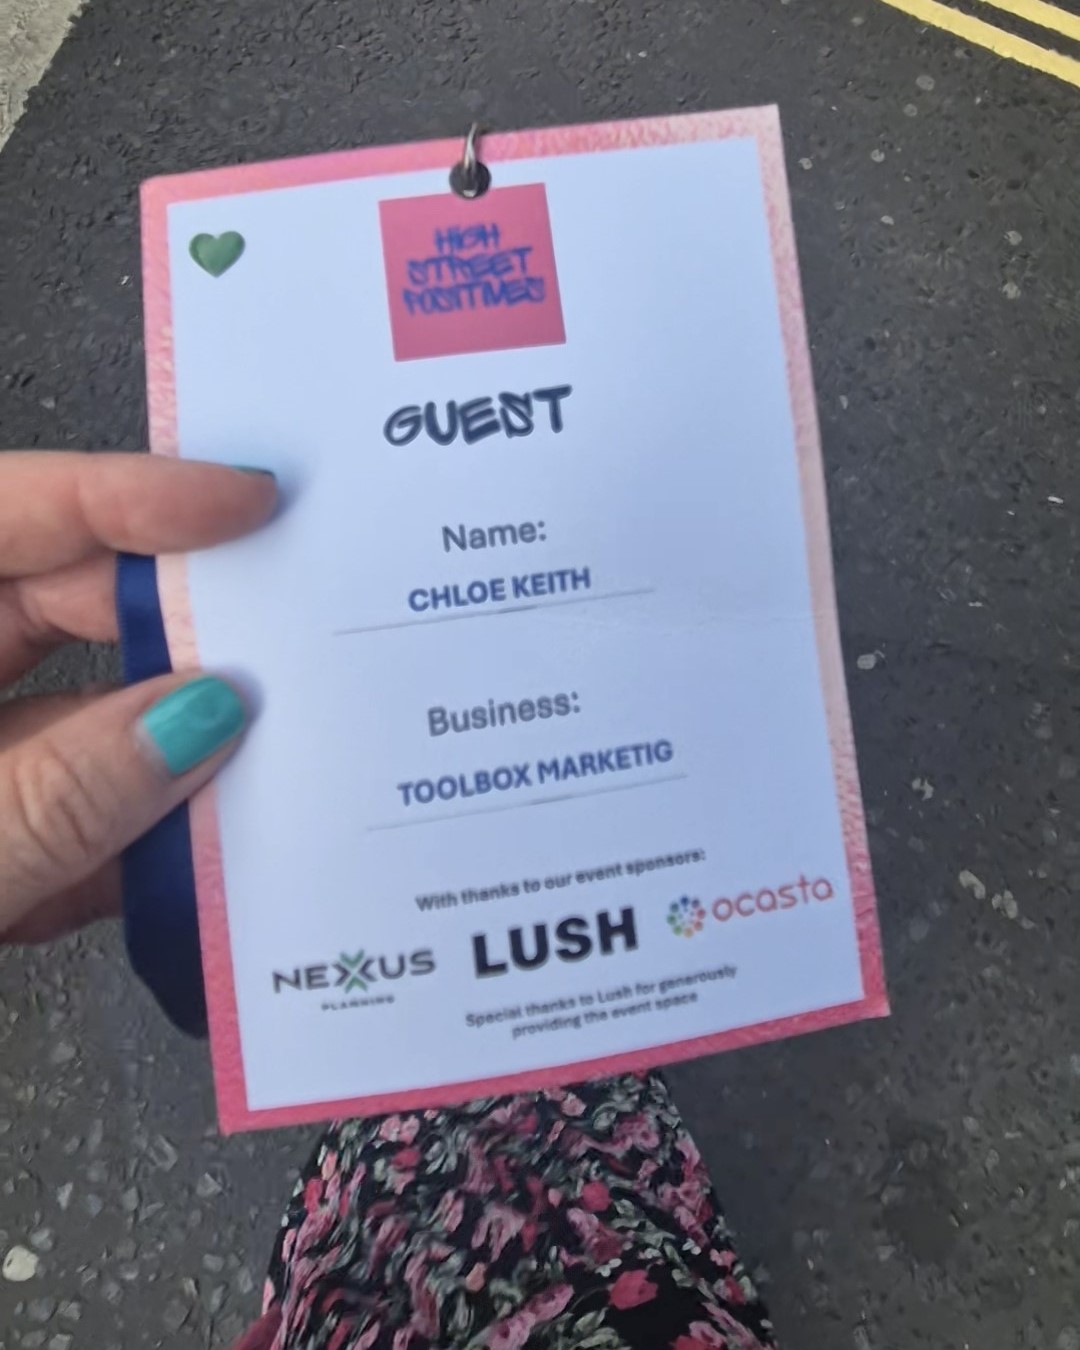 HIGH
STREET
POSITIVES
GUEST
Name:
CHLOE KEITH
Business:
TOOLBOX MARKETIG
With thanks to our event sponsors:
NEXUS
PLANNING
LUSH
ocasta
Special thanks to Lush for generously
providing the event space